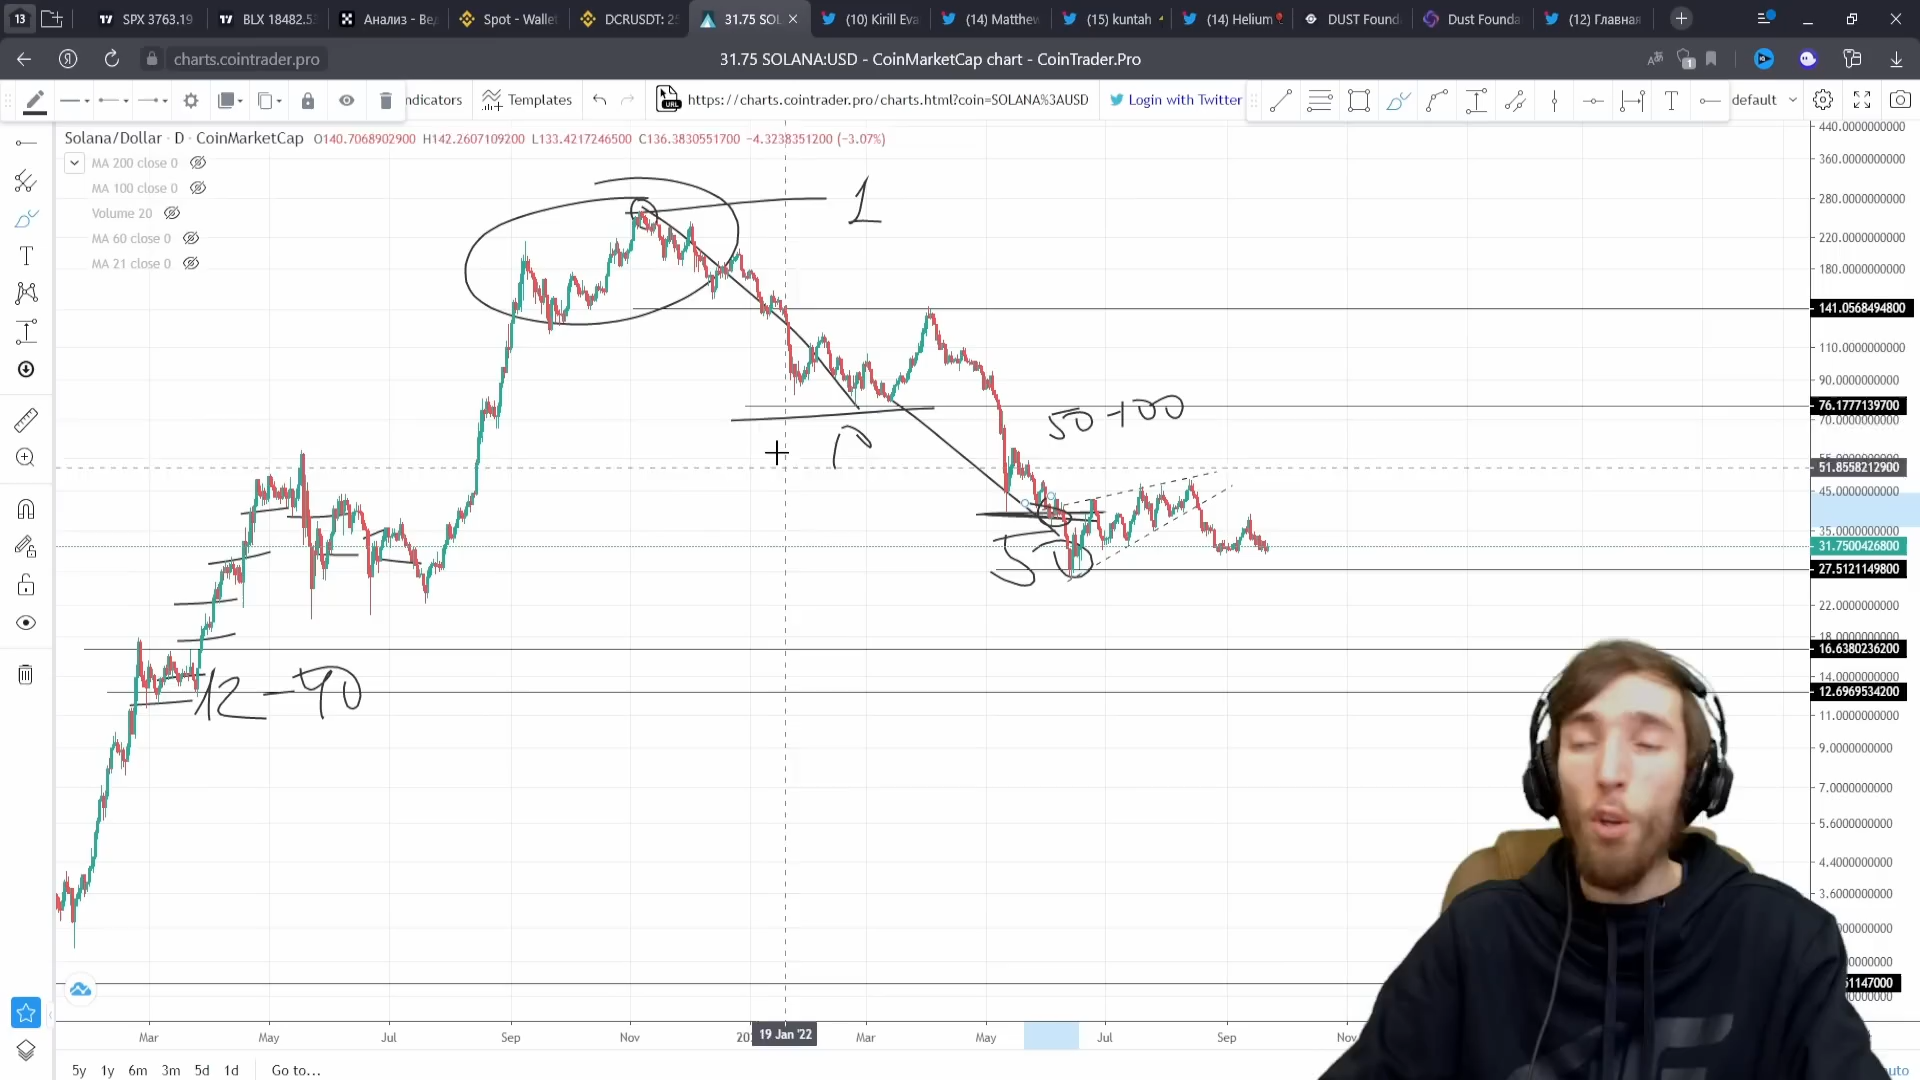 13
SPX 3763.19
BLX 18482.53
Анализ - Ве
Spot - Walle
DCRUSDT: 2
31.75 SOL
(10) Kirill Eva
(14) Matthew
(15) kuntah
(14) Helium
DUST Found
Dust Founda
(12) Главная
charts.cointrader.pro
31.75 SOLANA:USD - CoinMarketCap chart - CoinTrader.Pro
1
ndicators
Templates
URL
https://charts.cointrader.pro/charts.html?coin=SOLANA%3AUSD
Login with Twitter
default
Solana/Dollar · D · CoinMarketCap O140.7068902900 H142.2607109200 L133.4217246500 C136.3830551700 −4.3238351200 (−3.07%)
MA 200 close 0
MA 100 close 0
Volume 20
MA 60 close 0
MA 21 close 0
1
10
50-100
50
12-40
440.0000000000
360.0000000000
280.0000000000
220.0000000000
180.0000000000
141.0568494800
110.0000000000
90.0000000000
76.1777139700
70.0000000000
51.8558212900
45.0000000000
35.0000000000
31.7500426800
27.5121149800
22.0000000000
18.0000000000
16.6380236200
14.0000000000
12.6969534200
11.0000000000
9.0000000000
7.0000000000
5.6000000000
4.4000000000
3.6000000000
51147000
Mar
May
Jul
Sep
Nov
19 Jan '22
Mar
May
Jul
Sep
Nov
5y 1y 6m 3m 5d 1d Go to...
auto